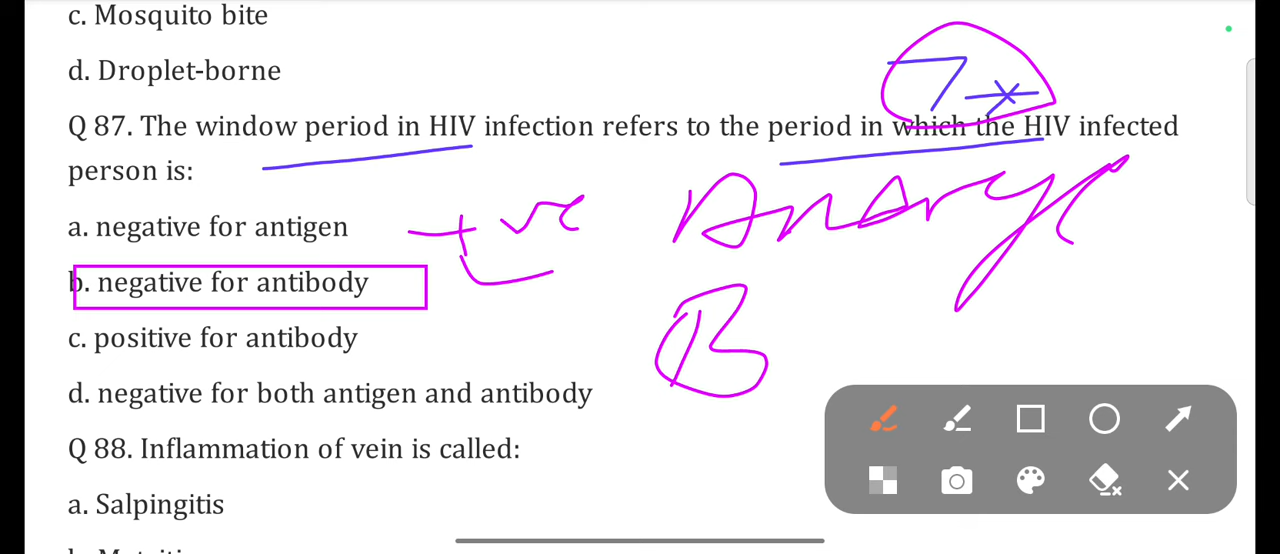 c. Mosquito bite
d. Droplet-borne
Q 87. The window period in HIV infection refers to the period in which the HIV infected
person is:
a. negative for antigen
+ve
b. negative for antibody
B
c. positive for antibody
d. negative for both antigen and antibody
Q 88. Inflammation of vein is called:
a. Salpingitis